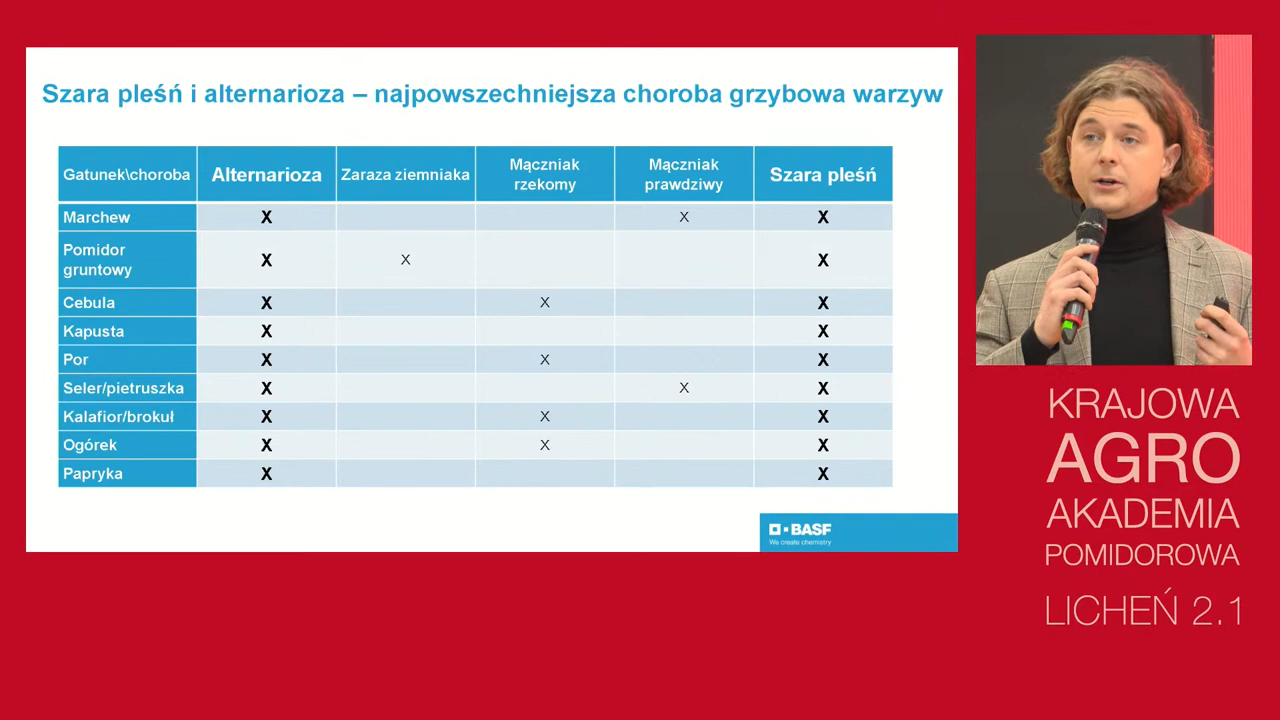 Szara pleśń i alternarioza – najpowszechniejsza choroba grzybowa warzyw
Gatunek\choroba Alternarioza Zaraza ziemniaka Mączniak rzekomy Mączniak prawdziwy Szara pleśń
Marchew X X X
Pomidor gruntowy X X X
Cebula X X X
Kapusta X X
Por X X X
Seler/pietruszka X X X
Kalafior/brokuł X X X
Ogórek X X X
Papryka X X
BASF
We create chemistry
KRAJOWA
AGRO
AKADEMIA
POMIDOROWA
LICHEŃ 2.1